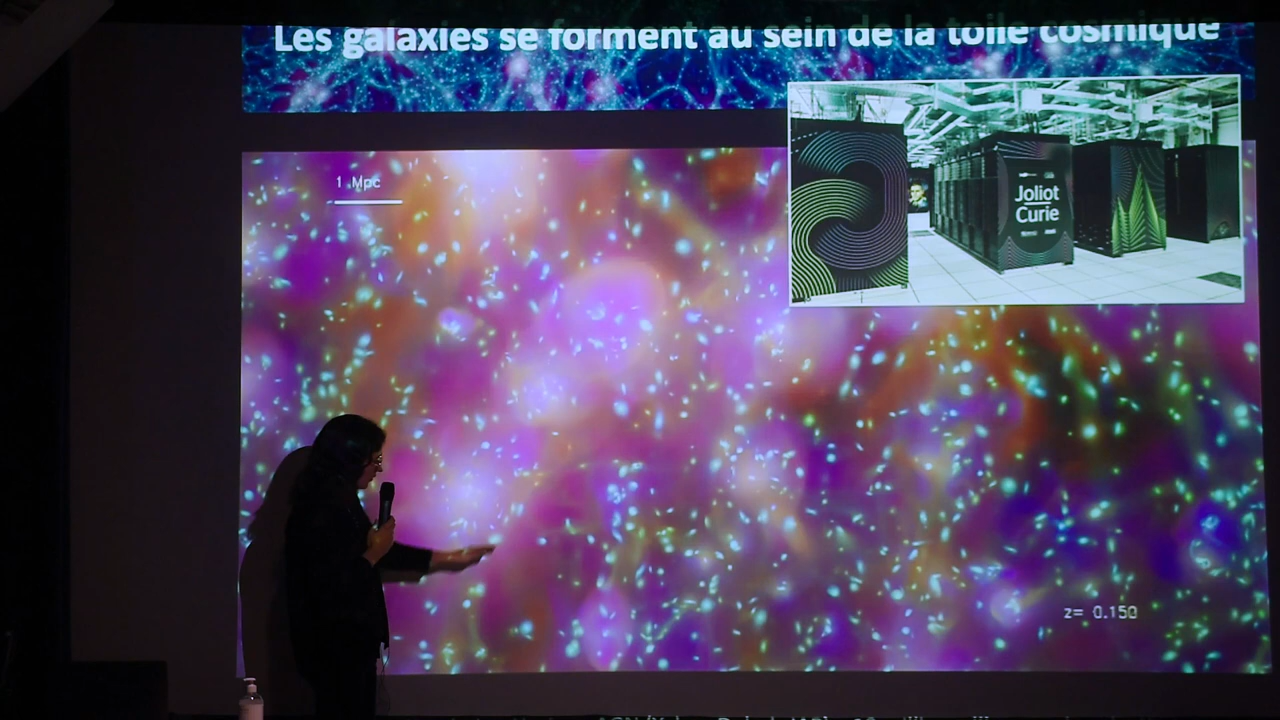 Les galaxies se forment au sein de la toile cosmique
1 Mpc
Joliot
Curie
z= 0.150